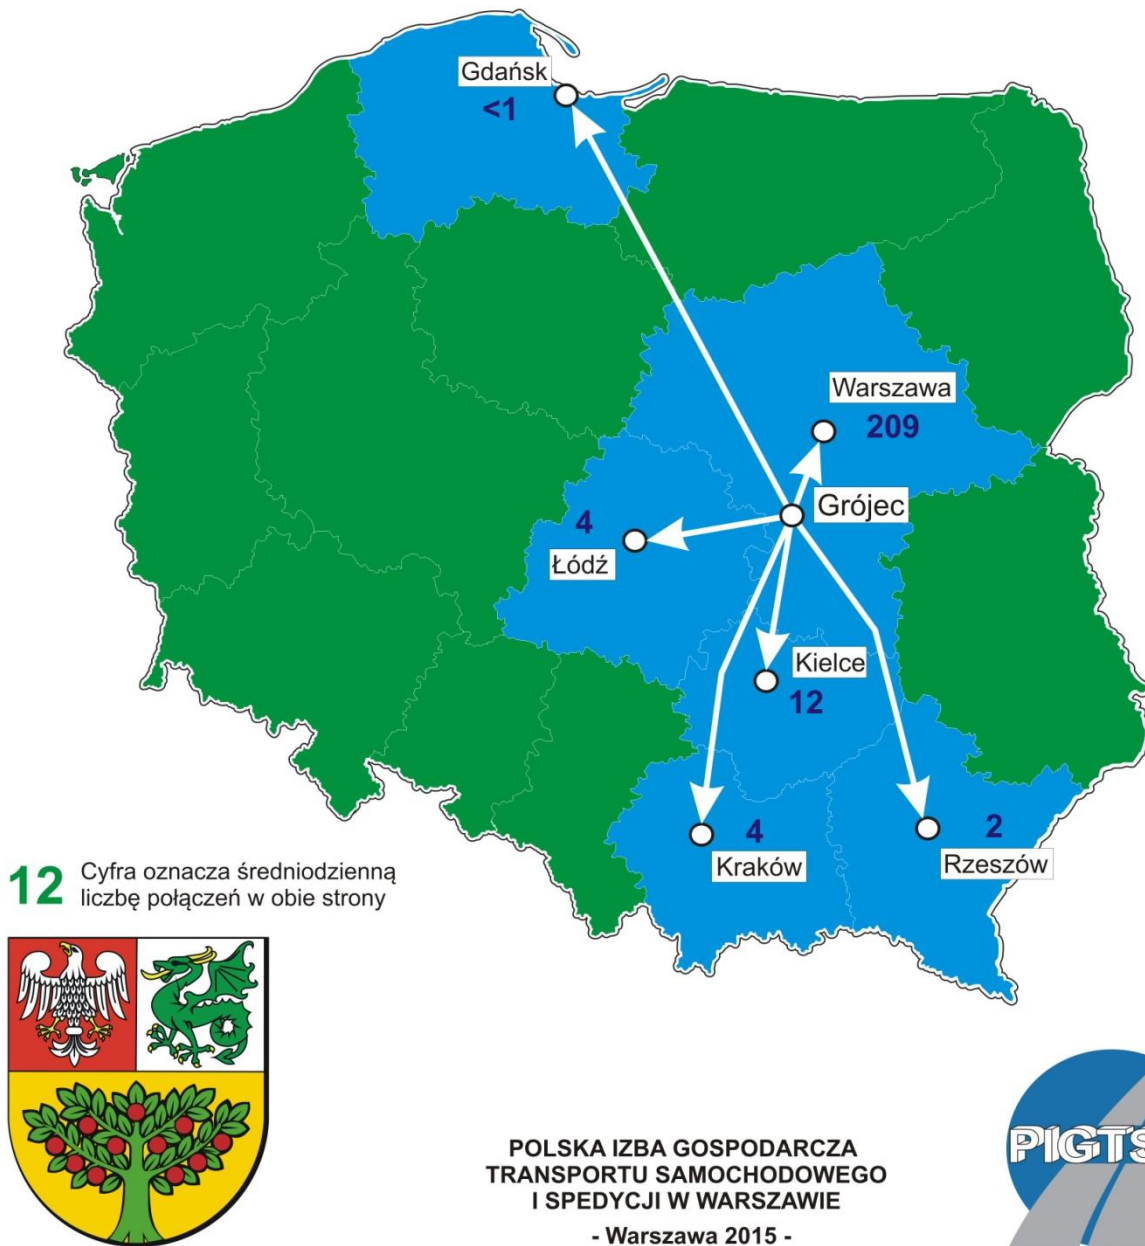 Gdańsk
<1
Warszawa
209
Grójec
4
Łódź
Kielce
12
4
Kraków
2
Rzeszów
12 Cyfra oznacza średniodzienną
liczbę połączeń w obie strony
POLSKA IZBA GOSPODARCZA
TRANSPORTU SAMOCHODOWEGO
I SPEDYCJI W WARSZAWIE
- Warszawa 2015 -
PIGTS